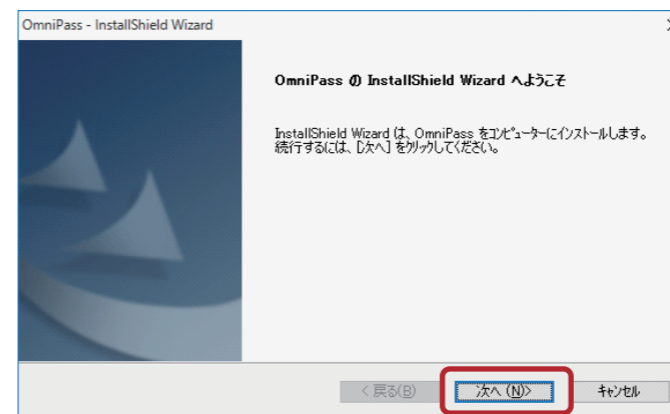 OmniPass - InstallShield Wizard
OmniPass の InstallShield Wizard へようこそ
InstallShield Wizard は、OmniPass をコンピューターにインストールします。
続行するには、[次へ] をクリックしてください。
< 戻る(B)
次へ (N)>
キャンセル